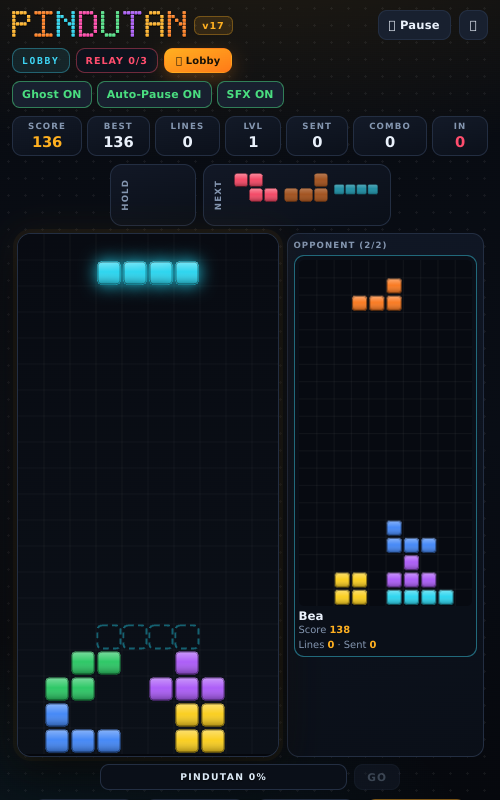 PINDUTAN v17
Pause
LOBBY RELAY 0/3 Lobby
Ghost ON Auto-Pause ON SFX ON
SCORE BEST LINES LVL SENT COMBO IN
136 136 0 1 0 0 0
HOLD NEXT
OPPONENT (2/2)
Bea
Score 138
Lines 0 · Sent 0
PINDUTAN 0% GO